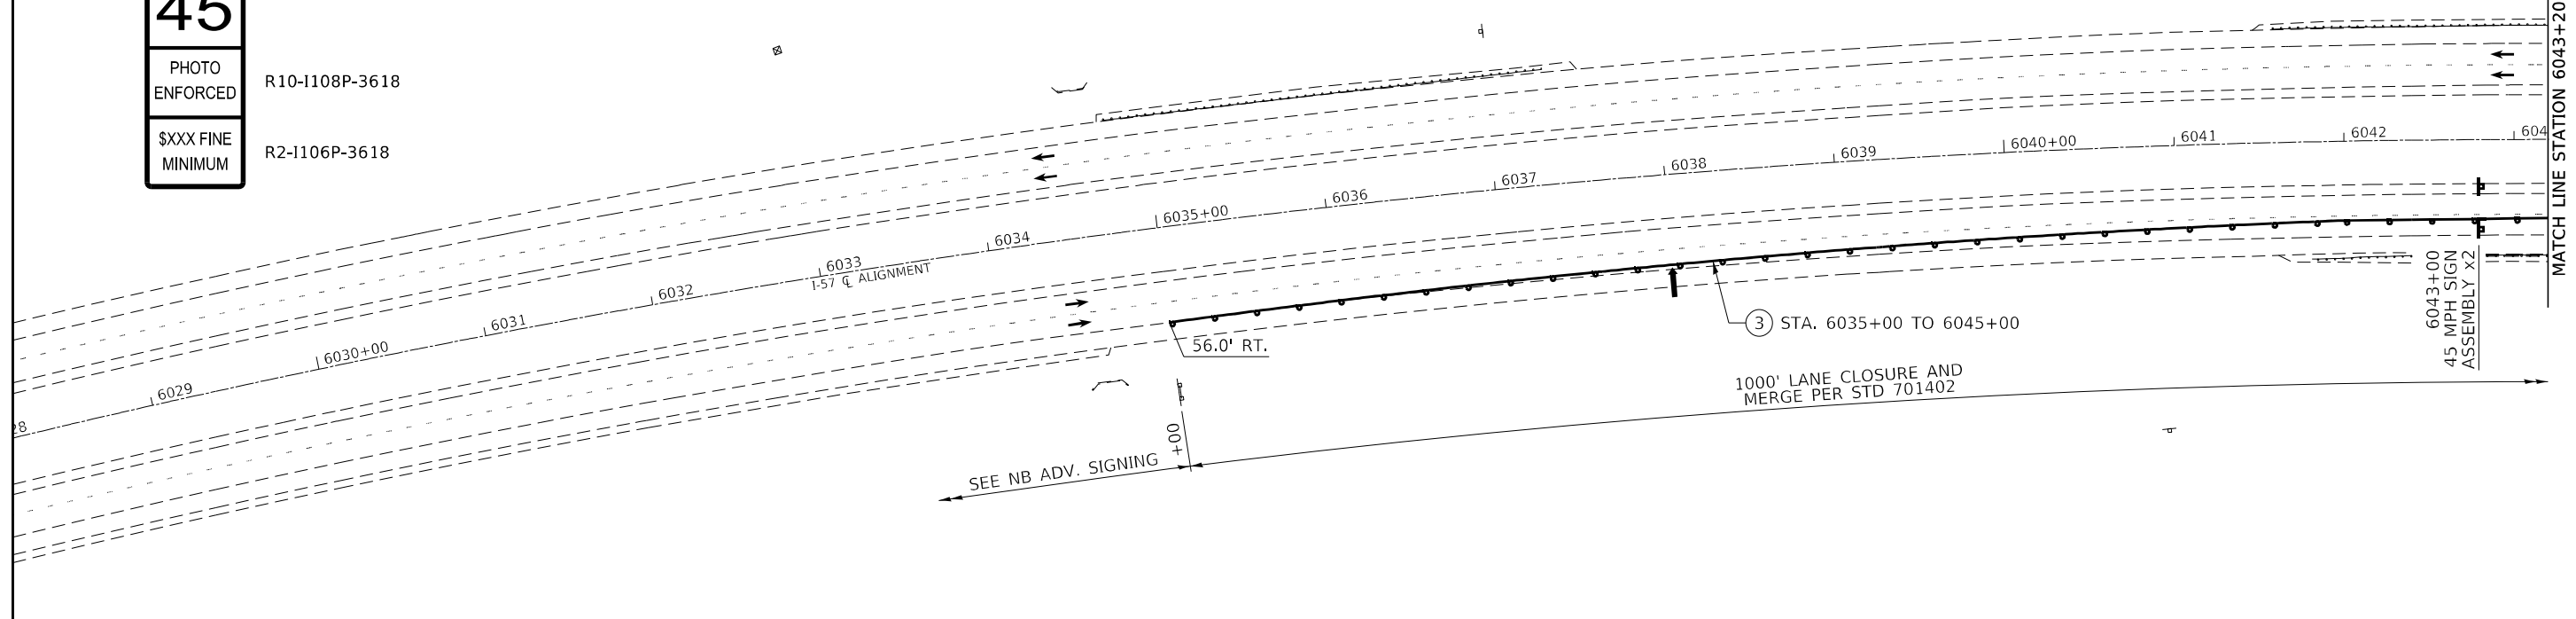 45
PHOTO
ENFORCED
R10-I108P-3618
$XXX FINE
MINIMUM
R2-I106P-3618
28
6029
6030+00
6031
6032
6033
I-57 ℄ ALIGNMENT
6034
6035+00
6036
6037
6038
6039
6040+00
6041
6042
604
56.0' RT.
3 STA. 6035+00 TO 6045+00
+00
SEE NB ADV. SIGNING
1000' LANE CLOSURE AND
MERGE PER STD 701402
6043+00
45 MPH SIGN
ASSEMBLY x2
MATCH LINE STATION 6043+20